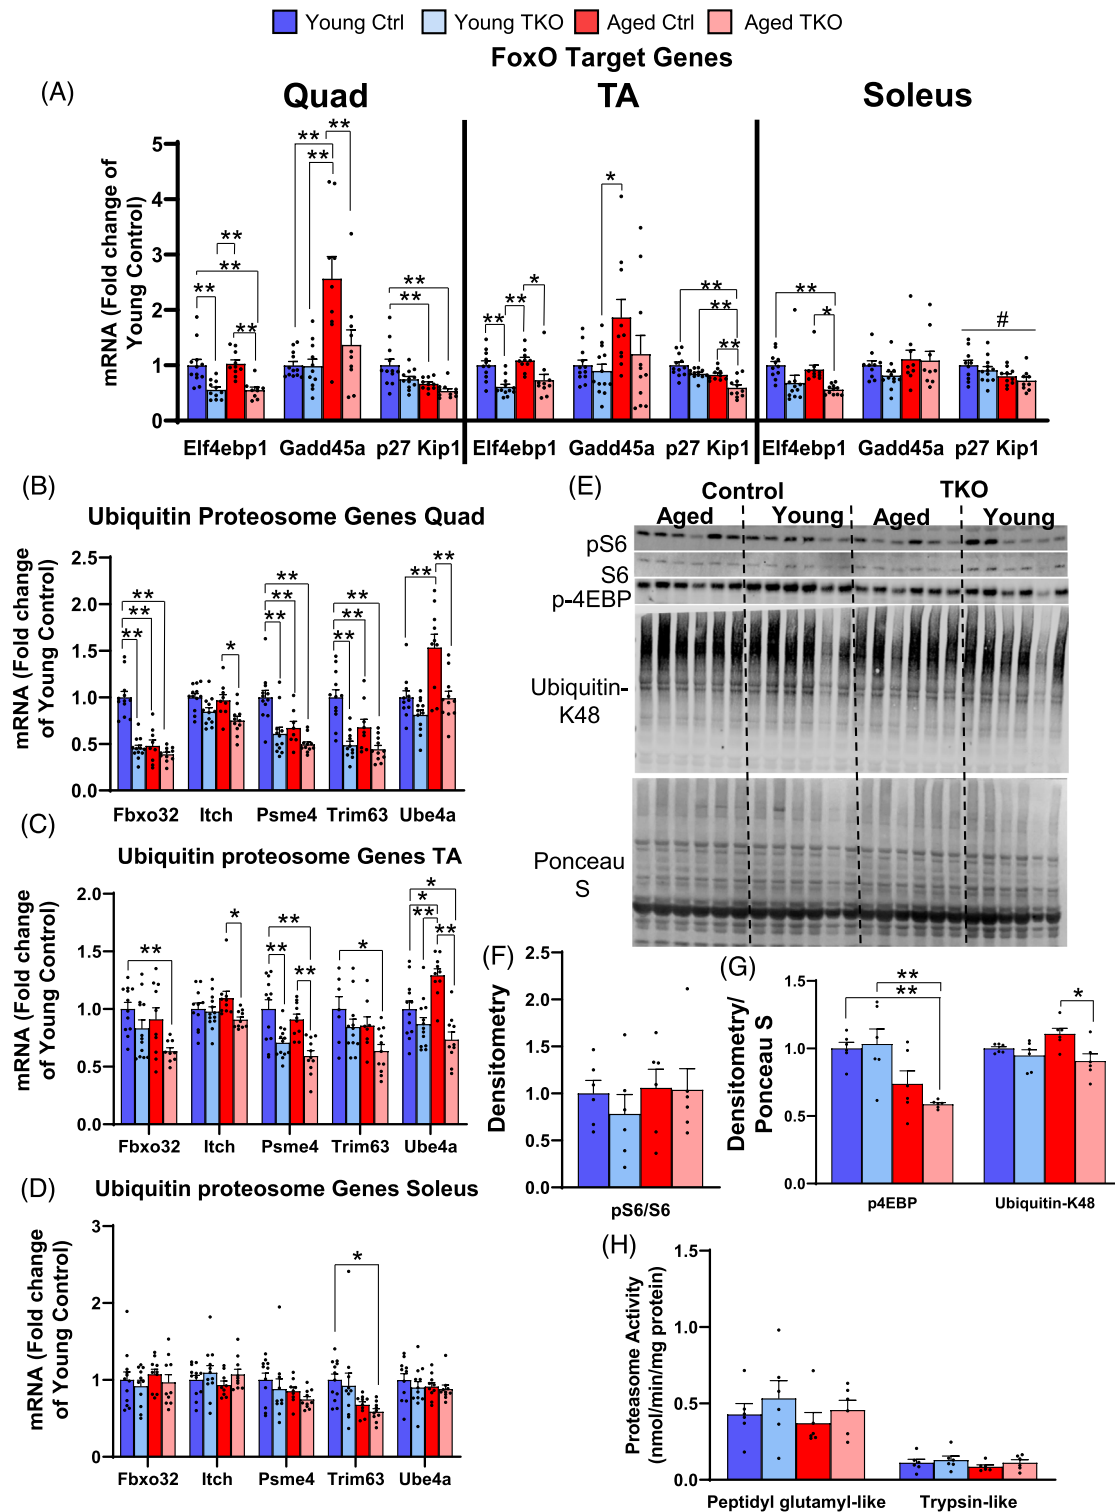 Young Ctrl Young TKO Aged Ctrl Aged TKO
FoxO Target Genes
(A)
Quad TA Soleus
mRNA (Fold change of
Young Control)
5
4
3
2
1
0
** ** **
** ** ** **
** **
* ** ** *
** ** **
** * #
Elf4ebp1 Gadd45a p27 Kip1 Elf4ebp1 Gadd45a p27 Kip1 Elf4ebp1 Gadd45a p27 Kip1
(B)
Ubiquitin Proteosome Genes Quad
mRNA (Fold change
of Young Control)
2.5
2.0
1.5
1.0
0.5
0.0
** ** ** * ** ** ** ** ** ** ** **
Fbxo32 Itch Psme4 Trim63 Ube4a
(C)
Ubiquitin proteosome Genes TA
mRNA (Fold change
of Young Control)
2.0
1.5
1.0
0.5
0.0
** * ** ** ** * * * ** **
Fbxo32 Itch Psme4 Trim63 Ube4a
(D)
Ubiquitin proteosome Genes Soleus
mRNA (Fold change
of Young Control)
3
2
1
0
*
Fbxo32 Itch Psme4 Trim63 Ube4a
(E)
Control TKO
Aged Young Aged Young
pS6
S6
p-4EBP
Ubiquitin-
K48
Ponceau
S
(F)
Densitometry
2.5
2.0
1.5
1.0
0.5
0.0
pS6/S6
(G)
Densitometry/
Ponceau S
1.5
1.0
0.5
0.0
**
** *
p4EBP Ubiquitin-K48
(H)
Proteasome Activity
(nmol/min/mg protein)
1.5
1.0
0.5
0.0
Peptidyl glutamyl-like Trypsin-like